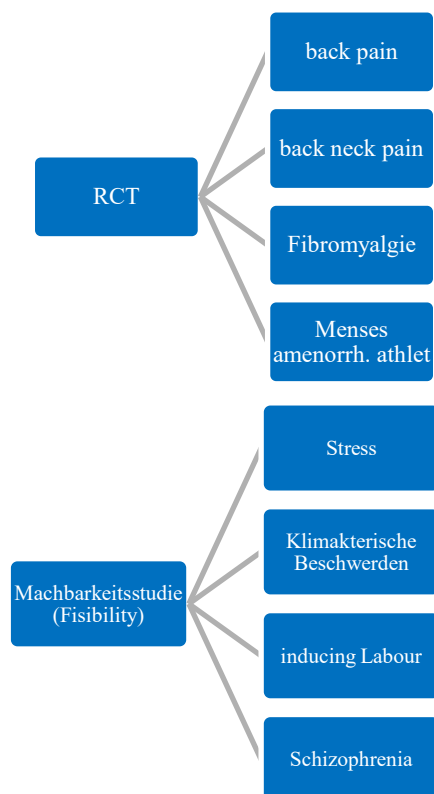 RCT
back pain
back neck pain
Fibromyalgie
Menses
amenorrh. athlet
Machbarkeitsstudie
(Fisibility)
Stress
Klimakterische
Beschwerden
inducing Labour
Schizophrenia